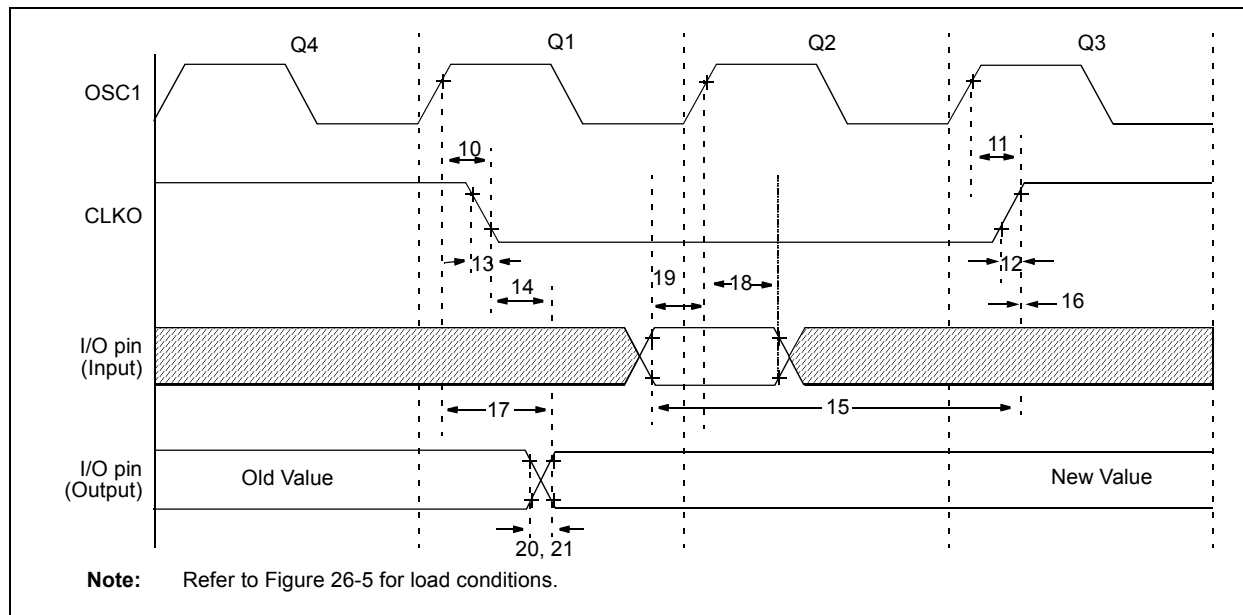 Q4 Q1 Q2 Q3
OSC1
10 11
CLKO
13 12
14 19 18 16
I/O pin
(Input)
17 15
I/O pin
(Output)
Old Value New Value
20, 21
Note: Refer to Figure 26-5 for load conditions.